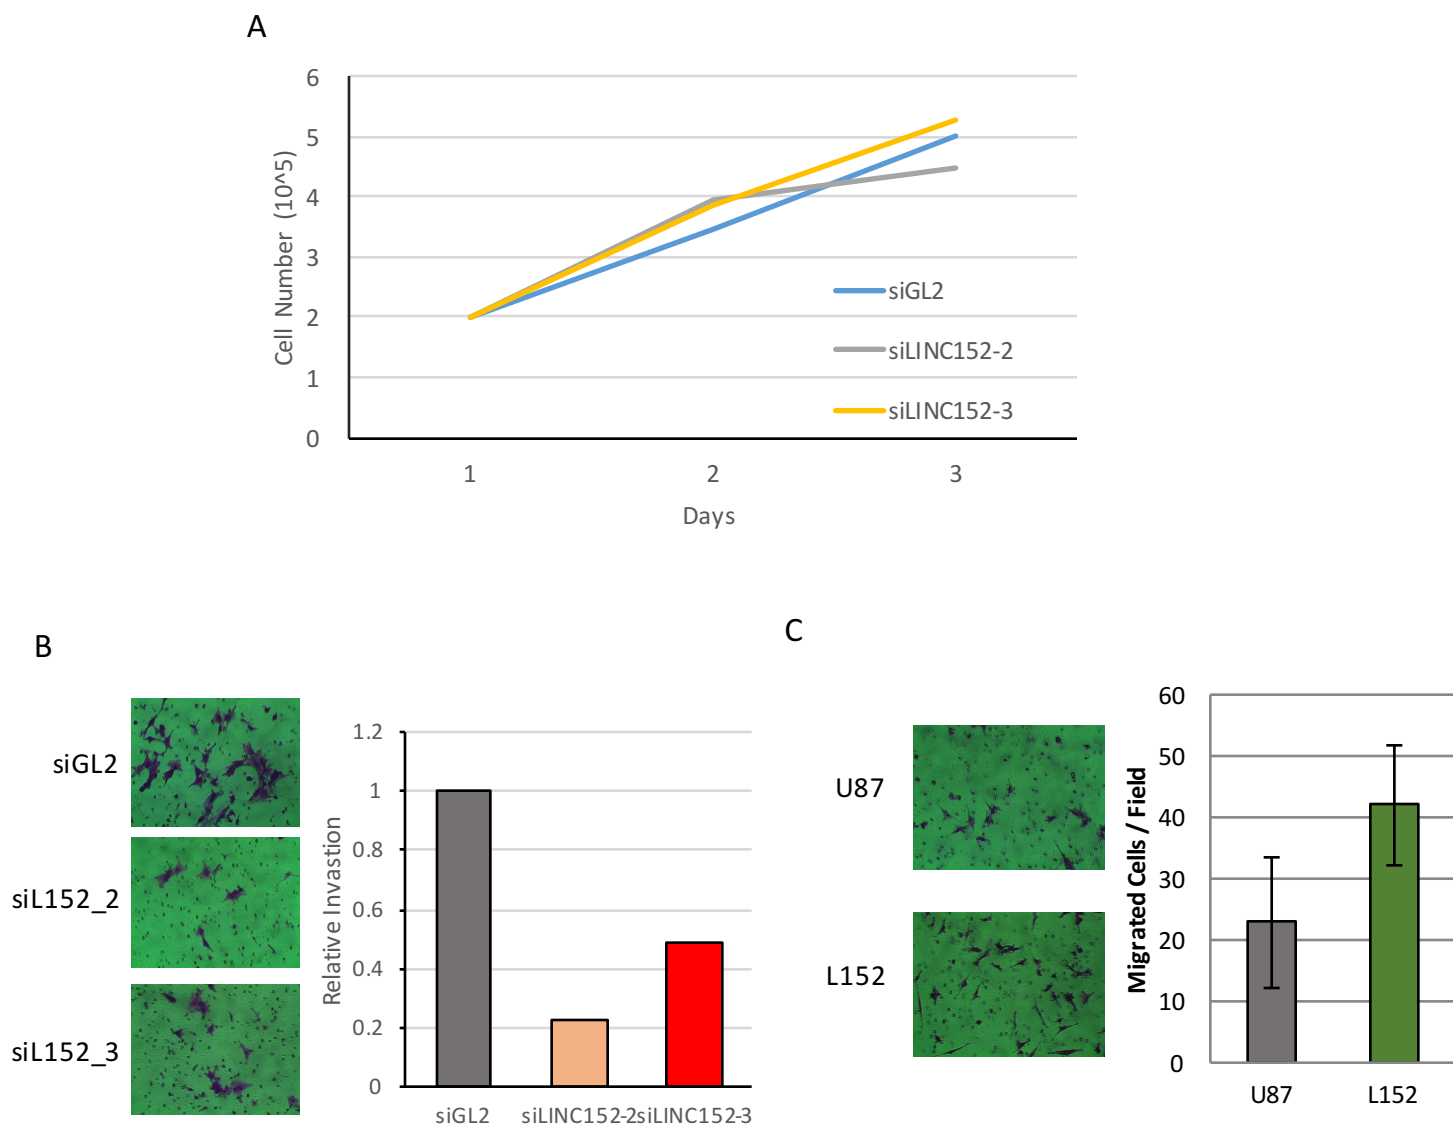 A
6
5
4
3
2
1
0
Cell Number (10^5)
siGL2
siLINC152-2
siLINC152-3
1 2 3
Days
B
siGL2
siL152_2
siL152_3
Relative Invastion
1.2
1
0.8
0.6
0.4
0.2
0
siGL2 siLINC152-2 siLINC152-3
C
U87
L152
Migrated Cells / Field
60
50
40
30
20
10
0
U87 L152